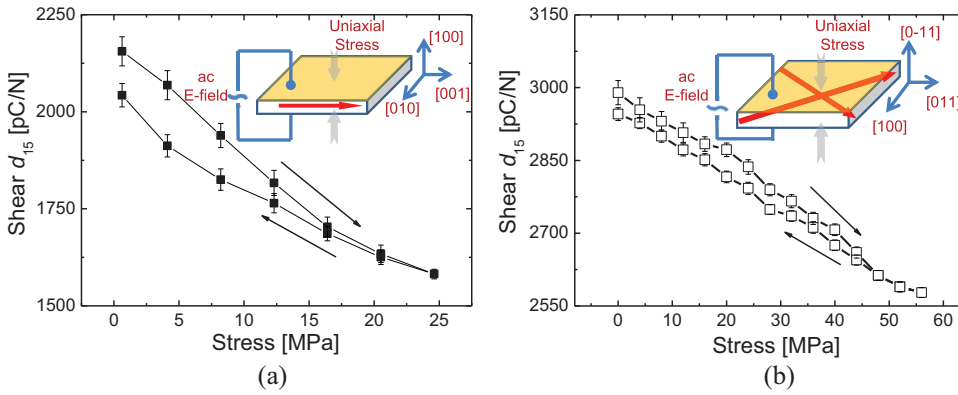 (a)
2250
2000
1750
1500
Shear d15 [pC/N]
0 5 10 15 20 25
Stress [MPa]
Uniaxial
Stress
ac
E-field
[100]
[001]
[010]
(a)
(b)
3150
3000
2850
2700
2550
Shear d15 [pC/N]
0 10 20 30 40 50 60
Stress [MPa]
Uniaxial
Stress
ac
E-field
[0-11]
[011]
[100]
(b)